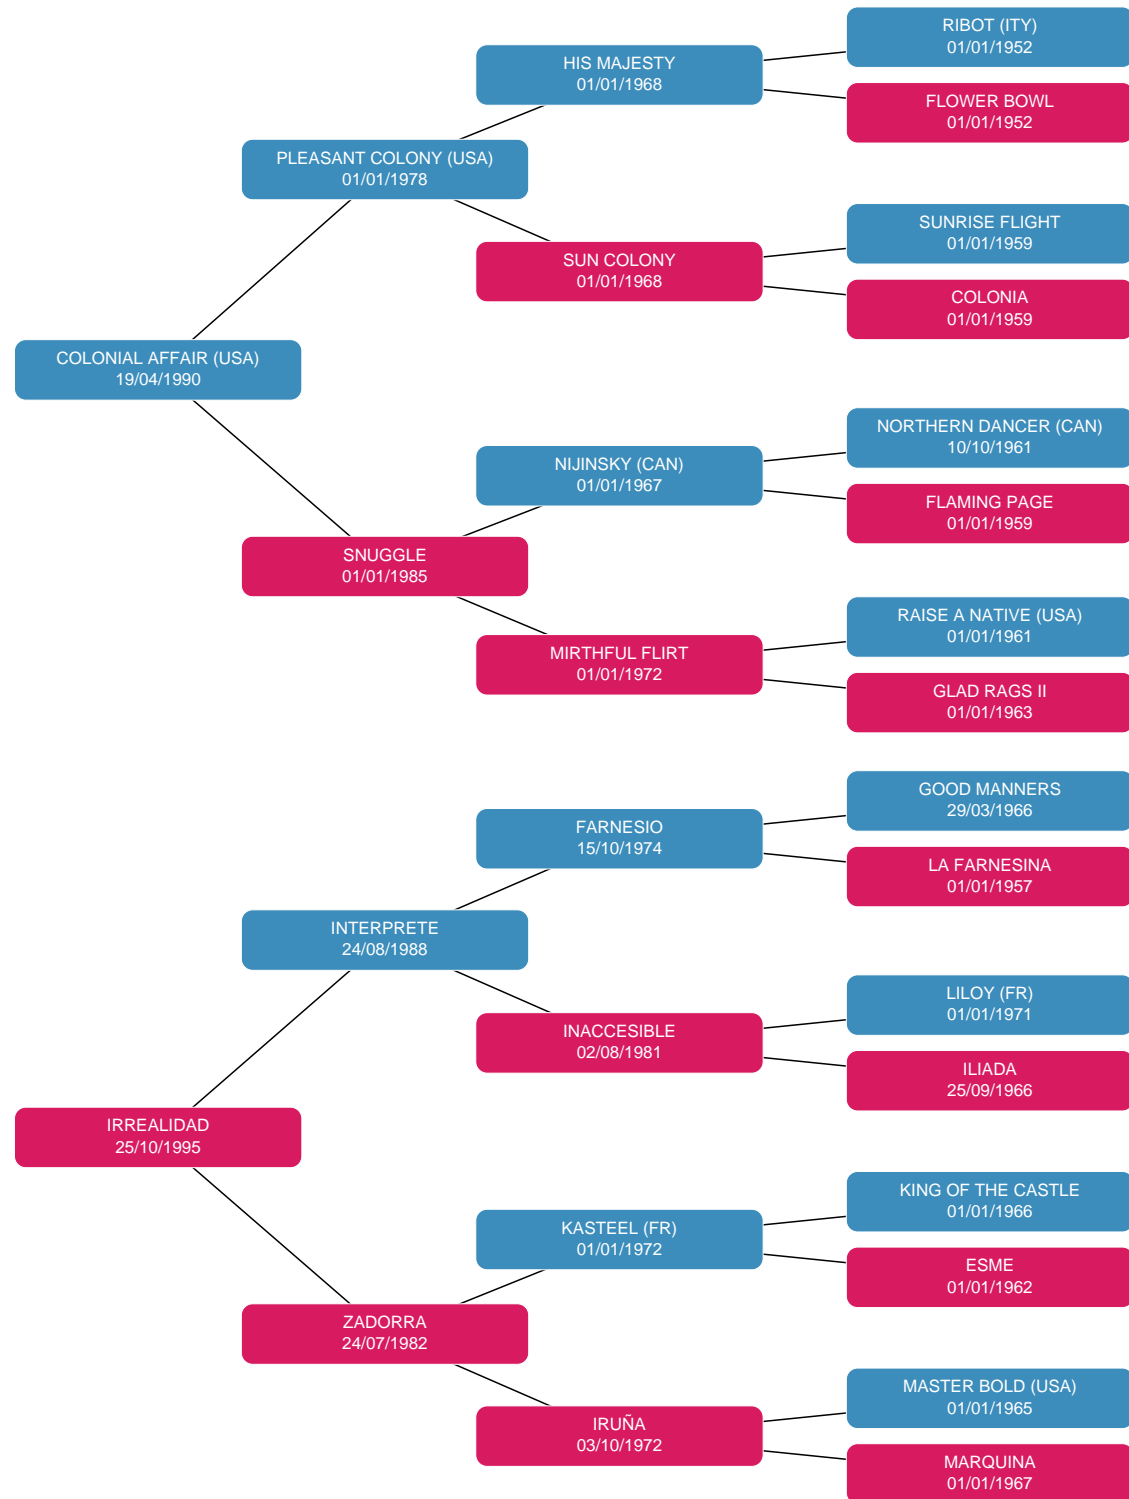 RIBOT (ITY)
01/01/1952
HIS MAJESTY
01/01/1968
FLOWER BOWL
01/01/1952
PLEASANT COLONY (USA)
01/01/1978
SUNRISE FLIGHT
01/01/1959
SUN COLONY
01/01/1968
COLONIA
01/01/1959
COLONIAL AFFAIR (USA)
19/04/1990
NORTHERN DANCER (CAN)
10/10/1961
NIJINSKY (CAN)
01/01/1967
FLAMING PAGE
01/01/1959
SNUGGLE
01/01/1985
RAISE A NATIVE (USA)
01/01/1961
MIRTHFUL FLIRT
01/01/1972
GLAD RAGS II
01/01/1963
GOOD MANNERS
29/03/1966
FARNESIO
15/10/1974
LA FARNESINA
01/01/1957
INTERPRETE
24/08/1988
LILOY (FR)
01/01/1971
INACCESIBLE
02/08/1981
ILIADA
25/09/1966
IRREALIDAD
25/10/1995
KING OF THE CASTLE
01/01/1966
KASTEEL (FR)
01/01/1972
ESME
01/01/1962
ZADORRA
24/07/1982
MASTER BOLD (USA)
01/01/1965
IRUÑA
03/10/1972
MARQUINA
01/01/1967